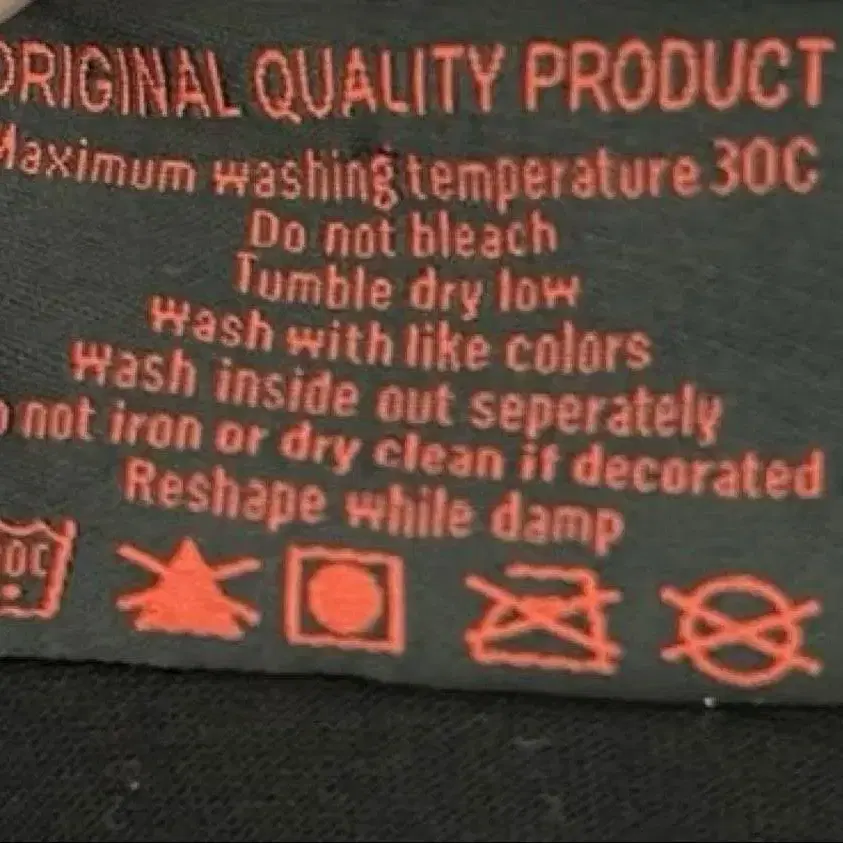 ORIGINAL QUALITY PRODUCT
Maximum washing temperature 30C
Do not bleach
Tumble dry low
wash with like colors
wash inside out seperately
o not iron or dry clean if decorated
Reshape while damp
0C